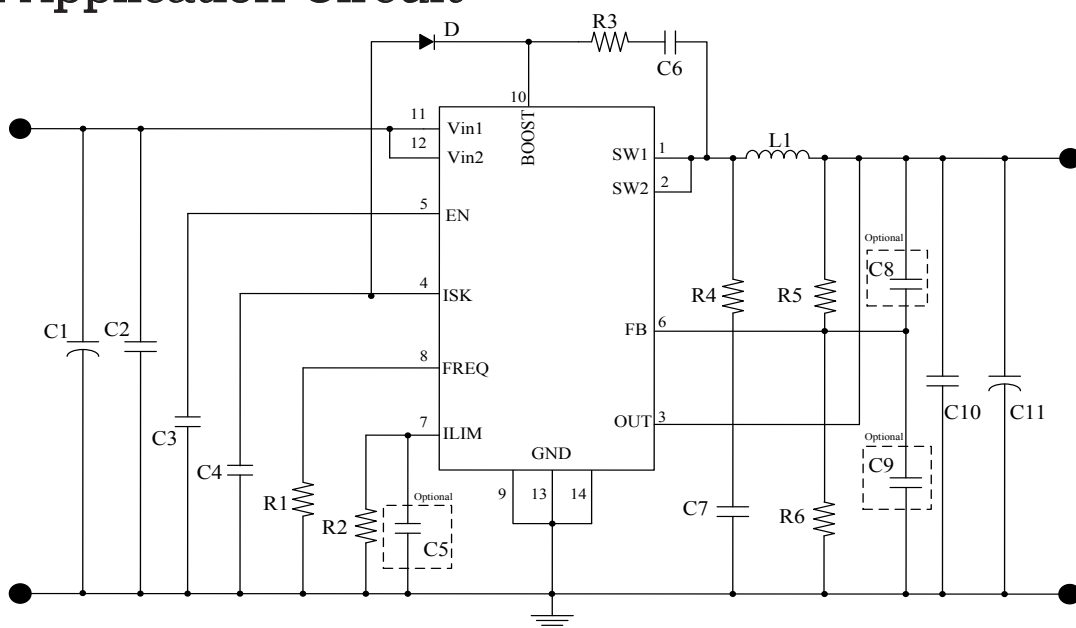 Application Circuit
D
R3
C6
10
BOOST
11
Vin1
12
Vin2
SW1
1
SW2
2
L1
5
EN
Optional
C8
4
ISK
R4
R5
C1
C2
FB
6
8
FREQ
C10
C11
C3
7
ILIM
OUT
3
Optional
C9
C4
GND
R1
9
13
14
Optional
R2
C5
C7
R6